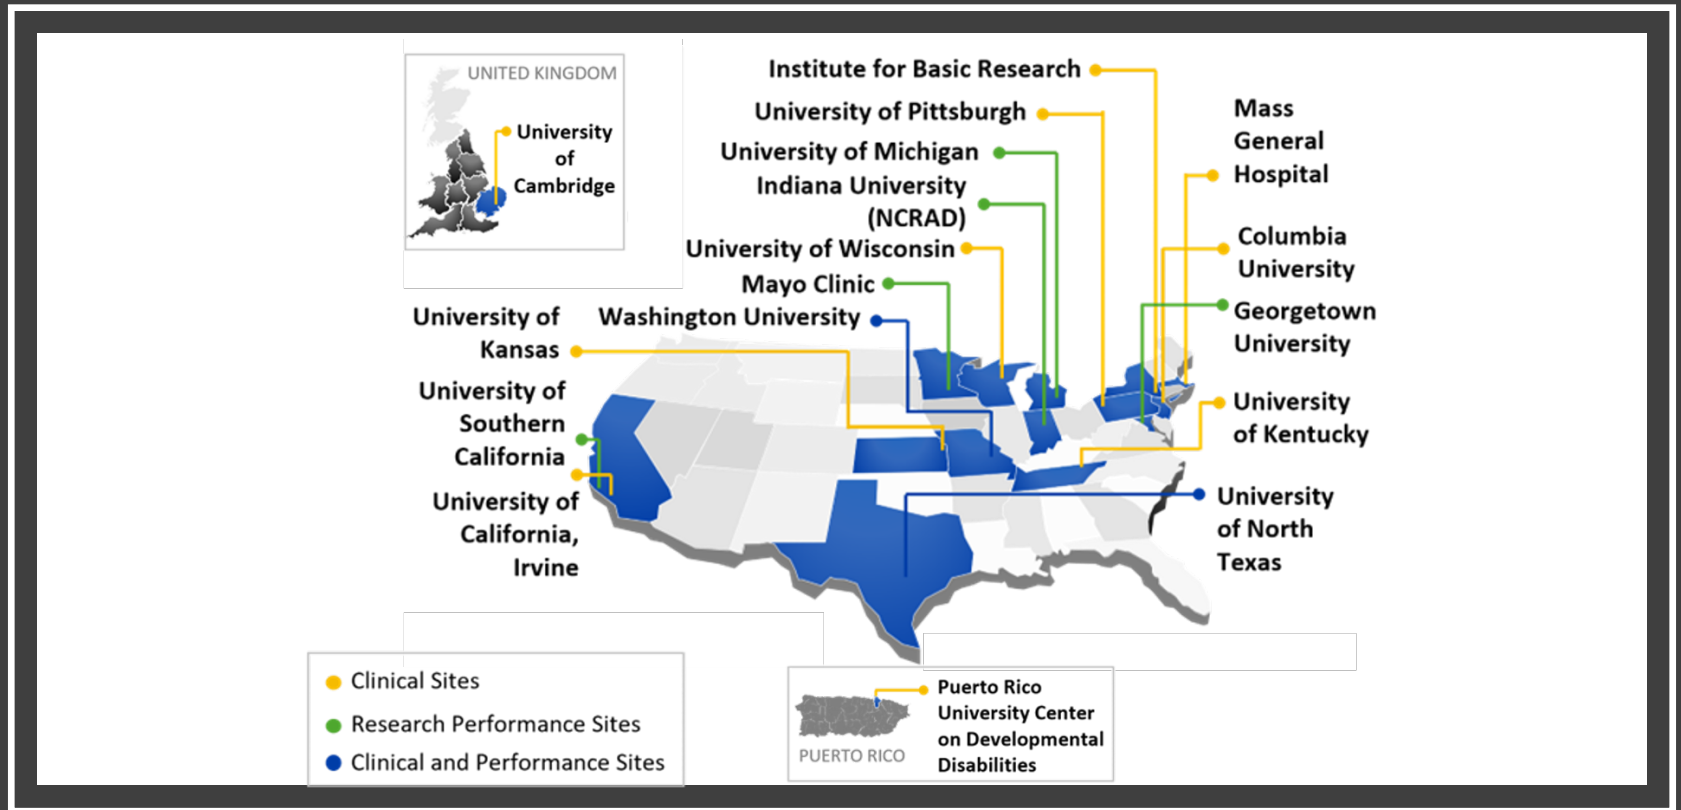 UNITED KINGDOM
University
of
Cambridge
Institute for Basic Research
University of Pittsburgh
University of Michigan
Indiana University
(NCRAD)
University of Wisconsin
Mayo Clinic
Washington University
University of
Kansas
University of
Southern
California
University of
California,
Irvine
Mass
General
Hospital
Columbia
University
Georgetown
University
University
of Kentucky
University
of North
Texas
Clinical Sites
Research Performance Sites
Clinical and Performance Sites
PUERTO RICO
Puerto Rico
University Center
on Developmental
Disabilities